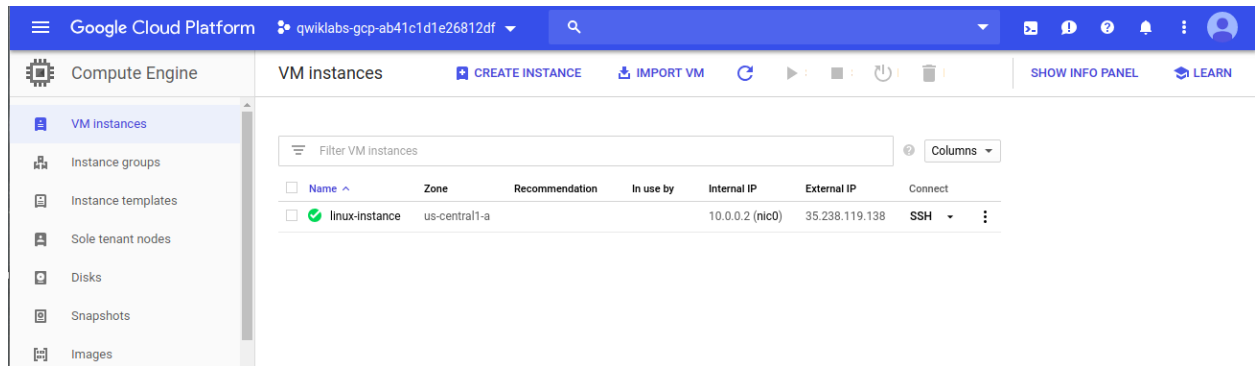 Google Cloud Platform qwiklabs-gcp-ab41c1d1e26812df
Compute Engine
VM instances CREATE INSTANCE IMPORT VM SHOW INFO PANEL LEARN
VM instances
Instance groups
Instance templates
Sole tenant nodes
Disks
Snapshots
Images
Filter VM instances Columns
Name Zone Recommendation In use by Internal IP External IP Connect
linux-instance us-central1-a 10.0.0.2 (nic0) 35.238.119.138 SSH